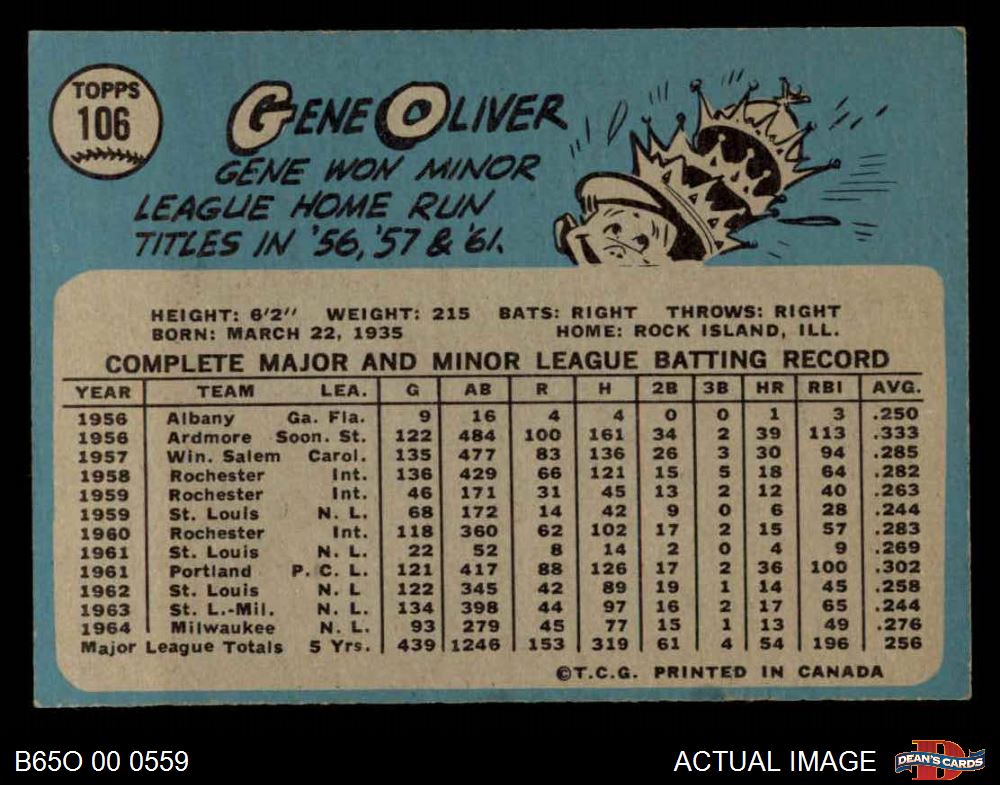 TOPPS
106
GENE OLIVER
GENE WON MINOR
LEAGUE HOME RUN
TITLES IN '56, '57 & '61.
HEIGHT: 6'2" WEIGHT: 215 BATS: RIGHT THROWS: RIGHT
BORN: MARCH 22, 1935 HOME: ROCK ISLAND, ILL.
COMPLETE MAJOR AND MINOR LEAGUE BATTING RECORD
YEAR TEAM LEA. G AB R H 2B 3B HR RBI AVG.
1956 Albany Ga. Fla. 9 16 4 4 0 0 1 3 .250
1956 Ardmore Soon. St. 122 484 100 161 34 2 39 113 .333
1957 Win. Salem Carol. 135 477 83 136 26 3 30 94 .285
1958 Rochester Int. 136 429 66 121 15 5 18 64 .282
1959 Rochester Int. 46 171 31 45 13 2 12 40 .263
1959 St. Louis N. L. 68 172 14 42 9 0 6 28 .244
1960 Rochester Int. 118 360 62 102 17 2 15 57 .283
1961 St. Louis N. L. 22 52 8 14 2 0 4 9 .269
1961 Portland P. C. L. 121 417 88 126 17 2 36 100 .302
1962 St. Louis N. L 122 345 42 89 19 1 14 45 .258
1963 St. L.-Mil. N. L. 134 398 44 97 16 2 17 65 .244
1964 Milwaukee N. L. 93 279 45 77 15 1 13 49 .276
Major League Totals 5 Yrs. 439 1246 153 319 61 4 54 196 256
©T.C.G. PRINTED IN CANADA
B65O 00 0559 ACTUAL IMAGE DEAN'S CARDS